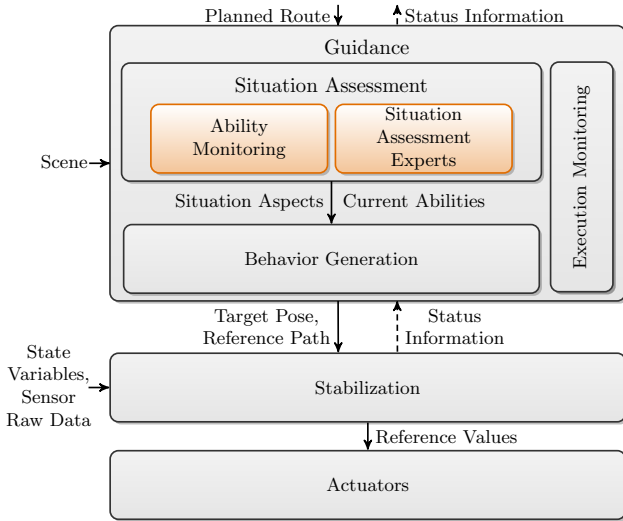 Planned Route
Status Information
Guidance
Situation Assessment
Ability
Monitoring
Situation
Assessment
Experts
Execution Monitoring
Scene
Situation Aspects
Current Abilities
Behavior Generation
Target Pose,
Reference Path
Status
Information
State
Variables,
Sensor
Raw Data
Stabilization
Reference Values
Actuators